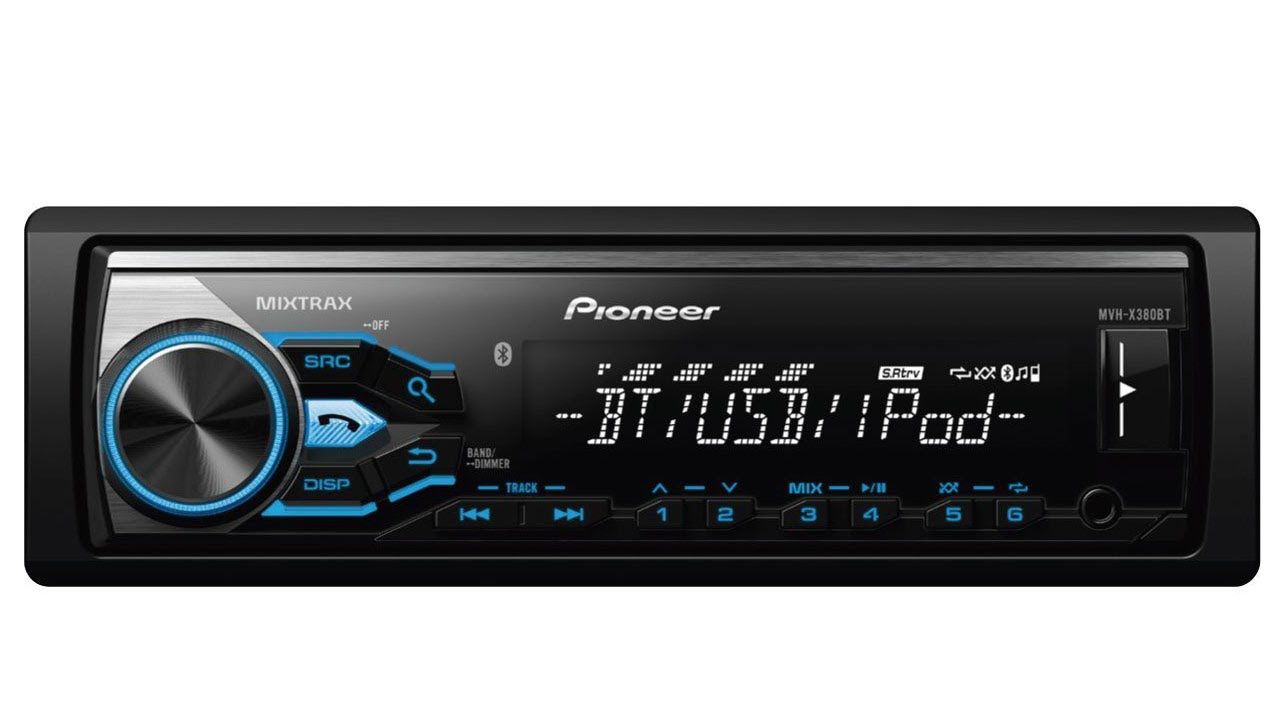 MIXTRAX
Pioneer
MVH-X380BT
OFF
SRC
S.Rtrv
--BT/USB/iPod--
BAND/
DIMMER
DISP
TRACK
MIX
1 2 3 4 5 6